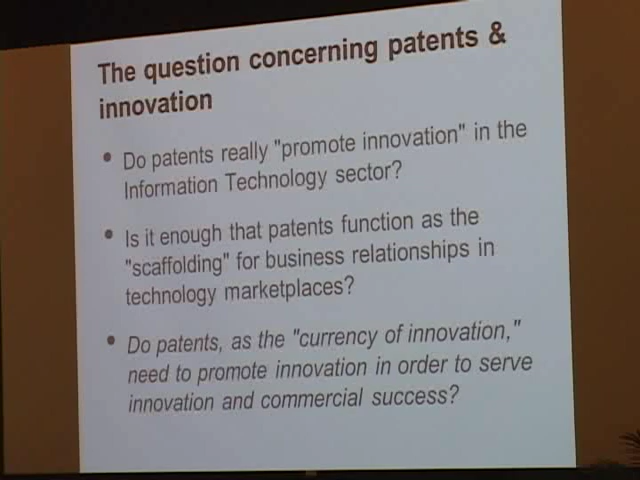 The question concerning patents &
innovation
• Do patents really "promote innovation" in the
Information Technology sector?
• Is it enough that patents function as the
"scaffolding" for business relationships in
technology marketplaces?
• Do patents, as the "currency of innovation,"
need to promote innovation in order to serve
innovation and commercial success?